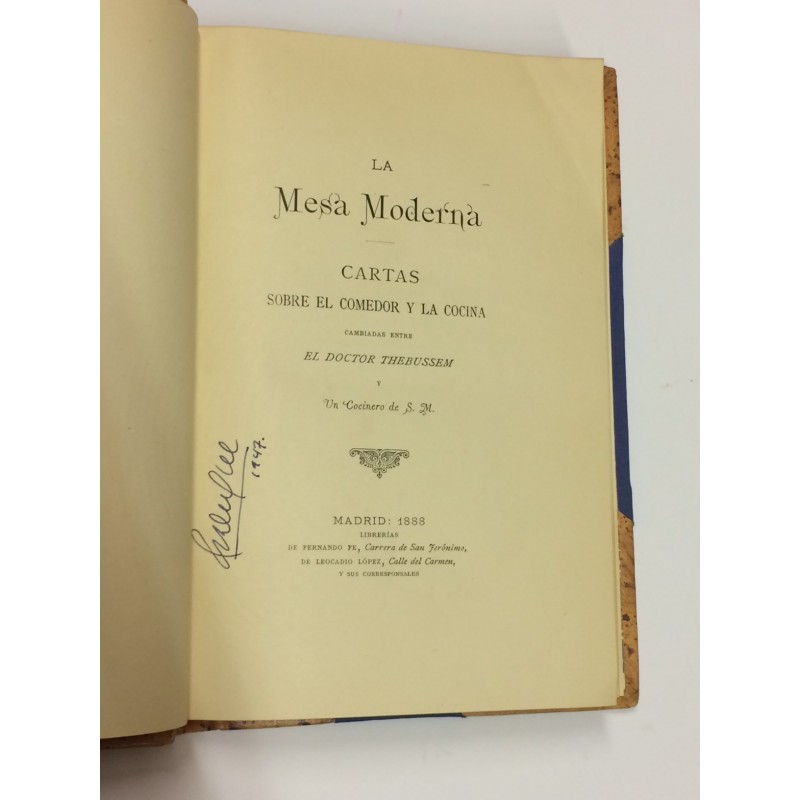 LA
Mesa Moderna
CARTAS
SOBRE EL COMEDOR Y LA COCINA
CAMBIADAS ENTRE
EL DOCTOR THEBUSSEM
Y
Un Cocinero de S. M.
MADRID: 1888
LIBRERÍAS
DE FERNANDO FE, Carrera de San Jerónimo,
DE LEOCADIO LÓPEZ, Calle del Carmen,
Y SUS CORRESPONSALES
1947.